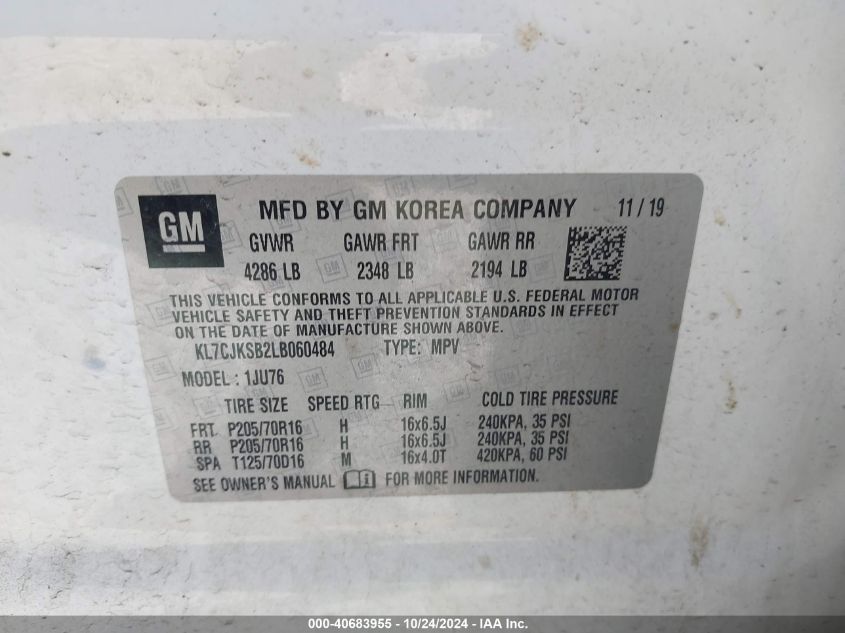 GM
MFD BY GM KOREA COMPANY 11 / 19
GVWR GAWR FRT GAWR RR
4286 LB 2348 LB 2194 LB
THIS VEHICLE CONFORMS TO ALL APPLICABLE U.S. FEDERAL MOTOR
VEHICLE SAFETY AND THEFT PREVENTION STANDARDS IN EFFECT
ON THE DATE OF MANUFACTURE SHOWN ABOVE.
KL7CJKSB2LB060484 TYPE: MPV
MODEL : 1JU76
TIRE SIZE SPEED RTG RIM COLD TIRE PRESSURE
FRT P205/70R16 H 16x6.5J 240KPA, 35 PSI
RR P205/70R16 H 16x6.5J 240KPA, 35 PSI
SPA T125/70D16 M 16x4.0T 420KPA, 60 PSI
SEE OWNER'S MANUAL FOR MORE INFORMATION.
000-40683955 - 10/24/2024 - IAA Inc.